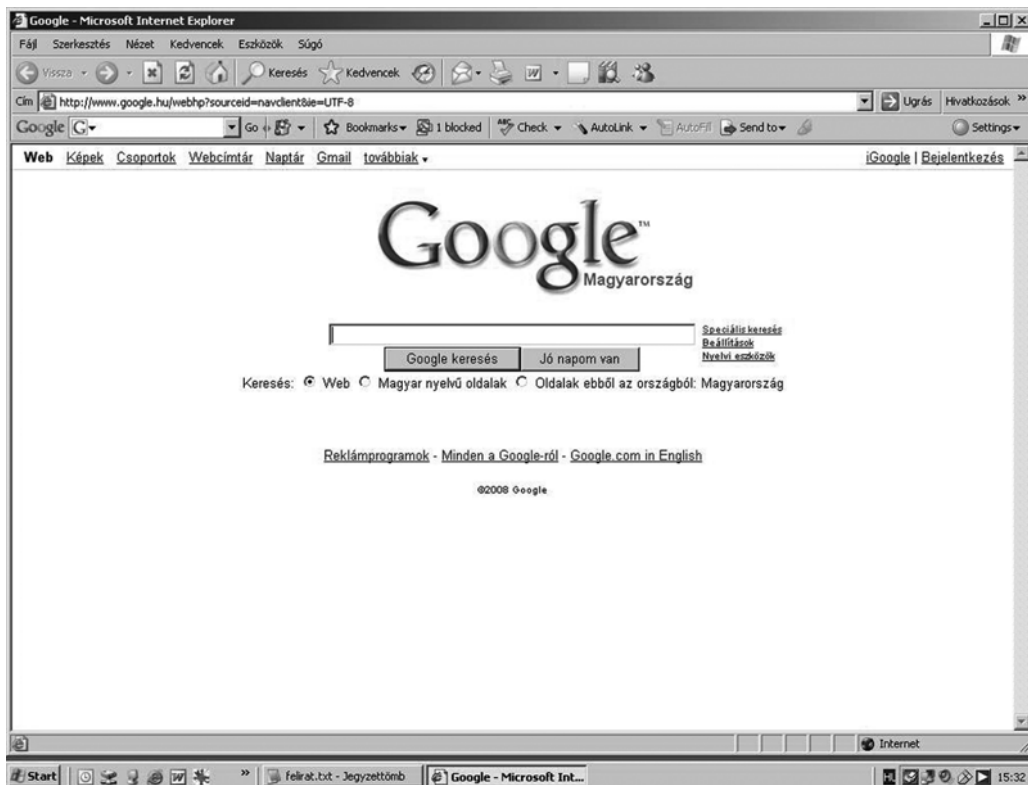 Google - Microsoft Internet Explorer
Fájl Szerkesztés Nézet Kedvencek Eszközök Súgó
Vissza Keresés Kedvencek
Cím http://www.google.hu/webhp?sourceid=navclient&ie=UTF-8 Ugrás Hivatkozások »
Google G Go Bookmarks 1 blocked ABC Check AutoLink AutoFill Send to Settings
Web Képek Csoportok Webcímtár Naptár Gmail továbbiak iGoogle | Bejelentkezés
Google™
Magyarország
Speciális keresés
Beállítások
Google keresés Jó napom van Nyelvi eszközök
Keresés: Web Magyar nyelvű oldalak Oldalak ebből az országból: Magyarország
Reklámprogramok - Minden a Google-ról - Google.com in English
©2008 Google
Internet
Start » felirat.txt - Jegyzettömb Google - Microsoft Int... 15:32